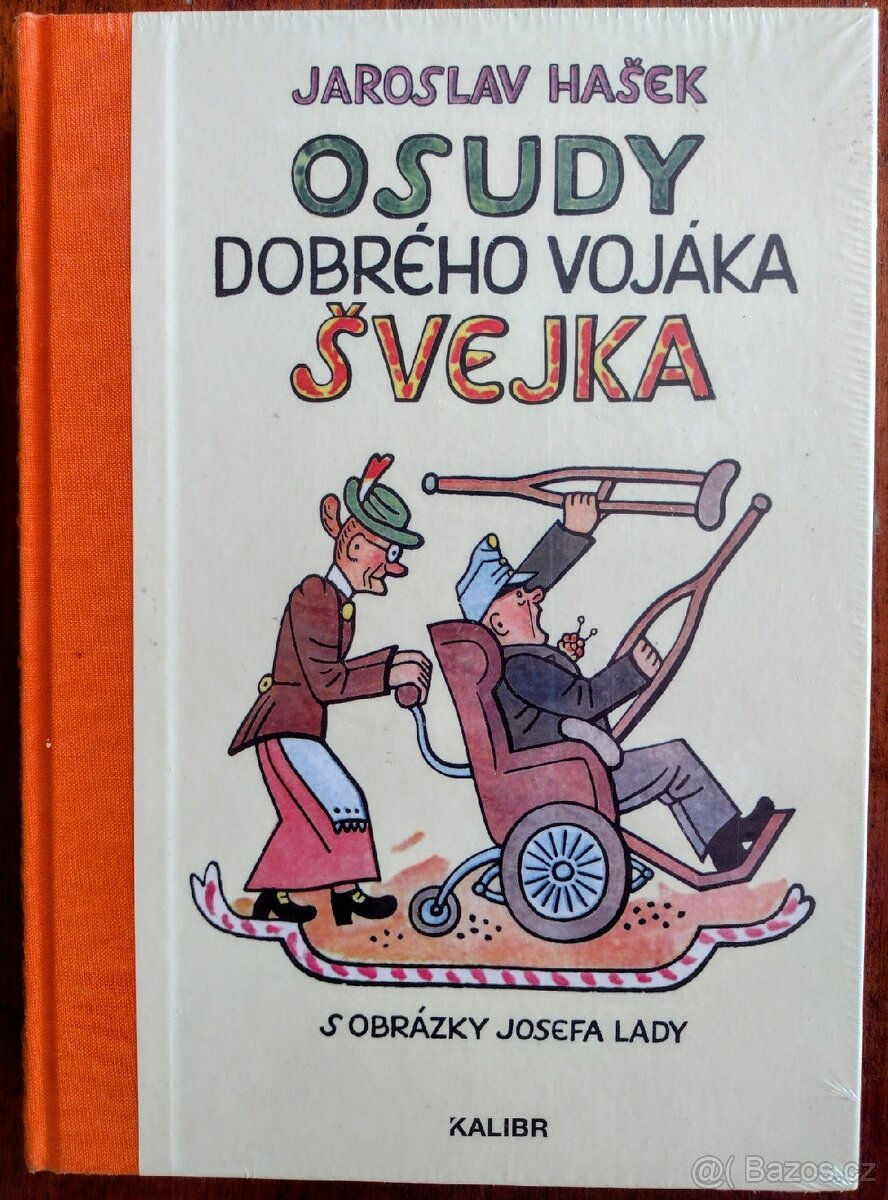 JAROSLAV HAŠEK
OSUDY
DOBRÉHO VOJÁKA
ŠVEJKA
S OBRÁZKY JOSEFA LADY
KALIBR
@( Bazos.cz